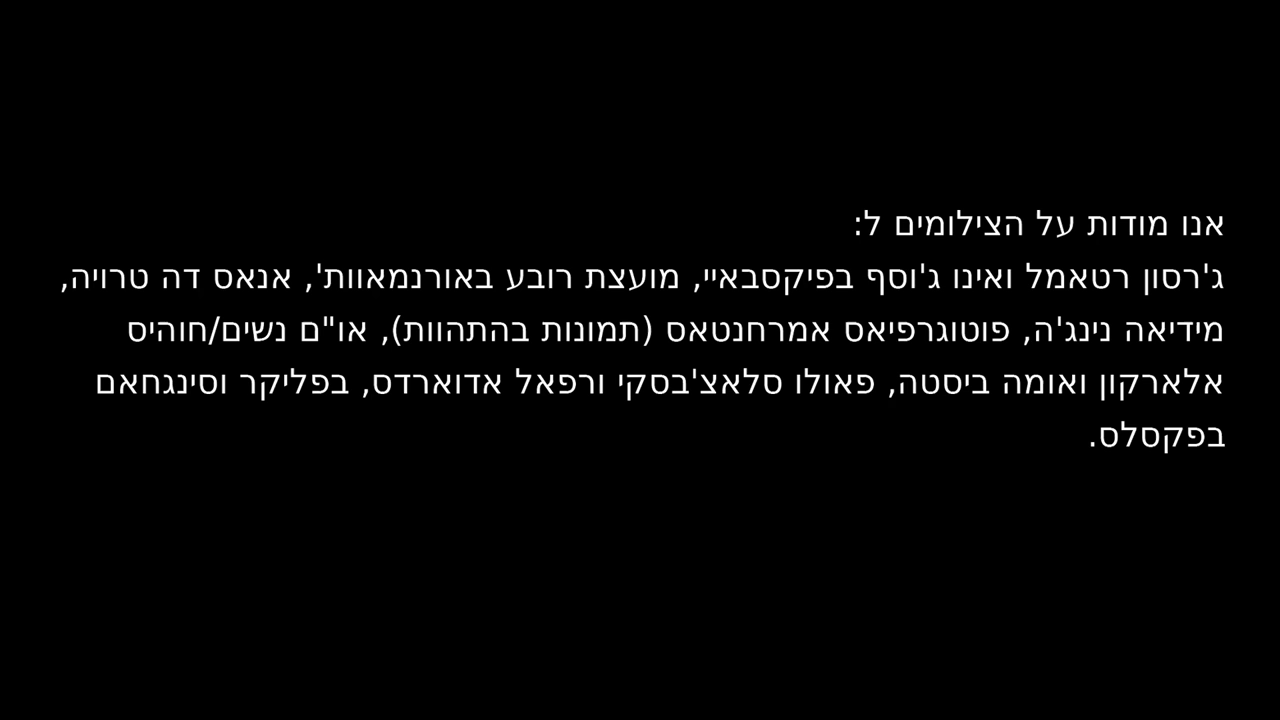 אנו מודות על הצילומים ל:
ג'רסון רטאמל ואינו ג'וסף בפיקסבאיי, מועצת רובע באורנמאוות', אנאס דה טרויה,
מידיאה נינג'ה, פוטוגרפיאס אמרחנטאס (תמונות בהתהוות), או"ם נשים/חוהיס
אלארקון ואומה ביסטה, פאולו סלאצ'בסקי ורפאל אדוארדס, בפליקר וסינגחאם
בפקסלס.